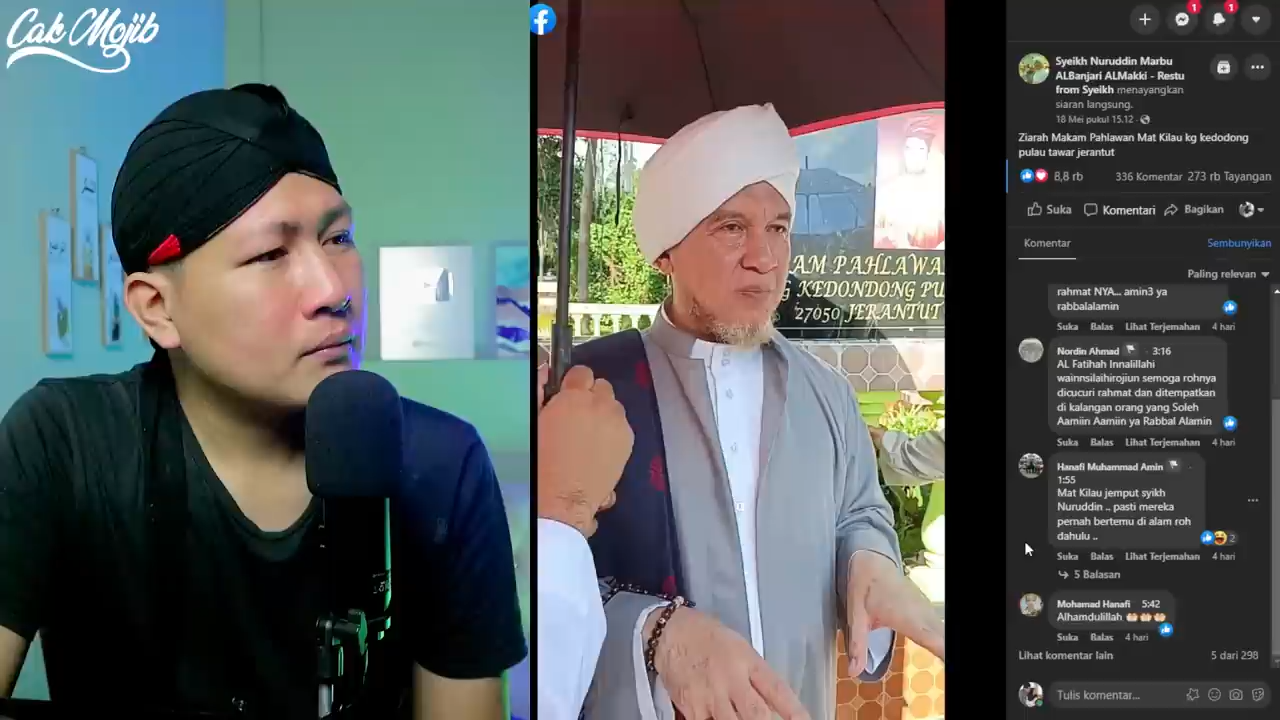 Cak Mojib
AM PAHLAWA
G KEDONDONG PU
27050 JERANTUT
1
1
Syeikh Nuruddin Marbu
ALBanjari ALMakki - Restu
from Syeikh menayangkan
siaran langsung.
18 Mei pukul 15.12 ·
Ziarah Makam Pahlawan Mat Kilau kg kedodong
pulau tawar jerantut
8,8 rb 336 Komentar 273 rb Tayangan
Suka Komentari Bagikan
Komentar Sembunyikan
Paling relevan
rahmat NYA... amin3 ya
rabbalalamin
Suka Balas Lihat Terjemahan 4 hari
Nordin Ahmad · 3:16
AL Fatihah Innalillahi
wainnsilaihirojiun semoga rohnya
dicucuri rahmat dan ditempatkan
di kalangan orang yang Soleh
Aamiin Aamiin ya Rabbal Alamin
Suka Balas Lihat Terjemahan 4 hari
Hanafi Muhammad Amin ·
1:55
Mat Kilau jemput syikh
Nuruddin .. pasti mereka
pernah bertemu di alam roh
dahulu ..
2
Suka Balas Lihat Terjemahan 4 hari
5 Balasan
Mohamad Hanafi 5:42
Alhamdulillah 🤲🤲🤲
Suka Balas 4 hari
Lihat komentar lain 5 dari 298
Tulis komentar...